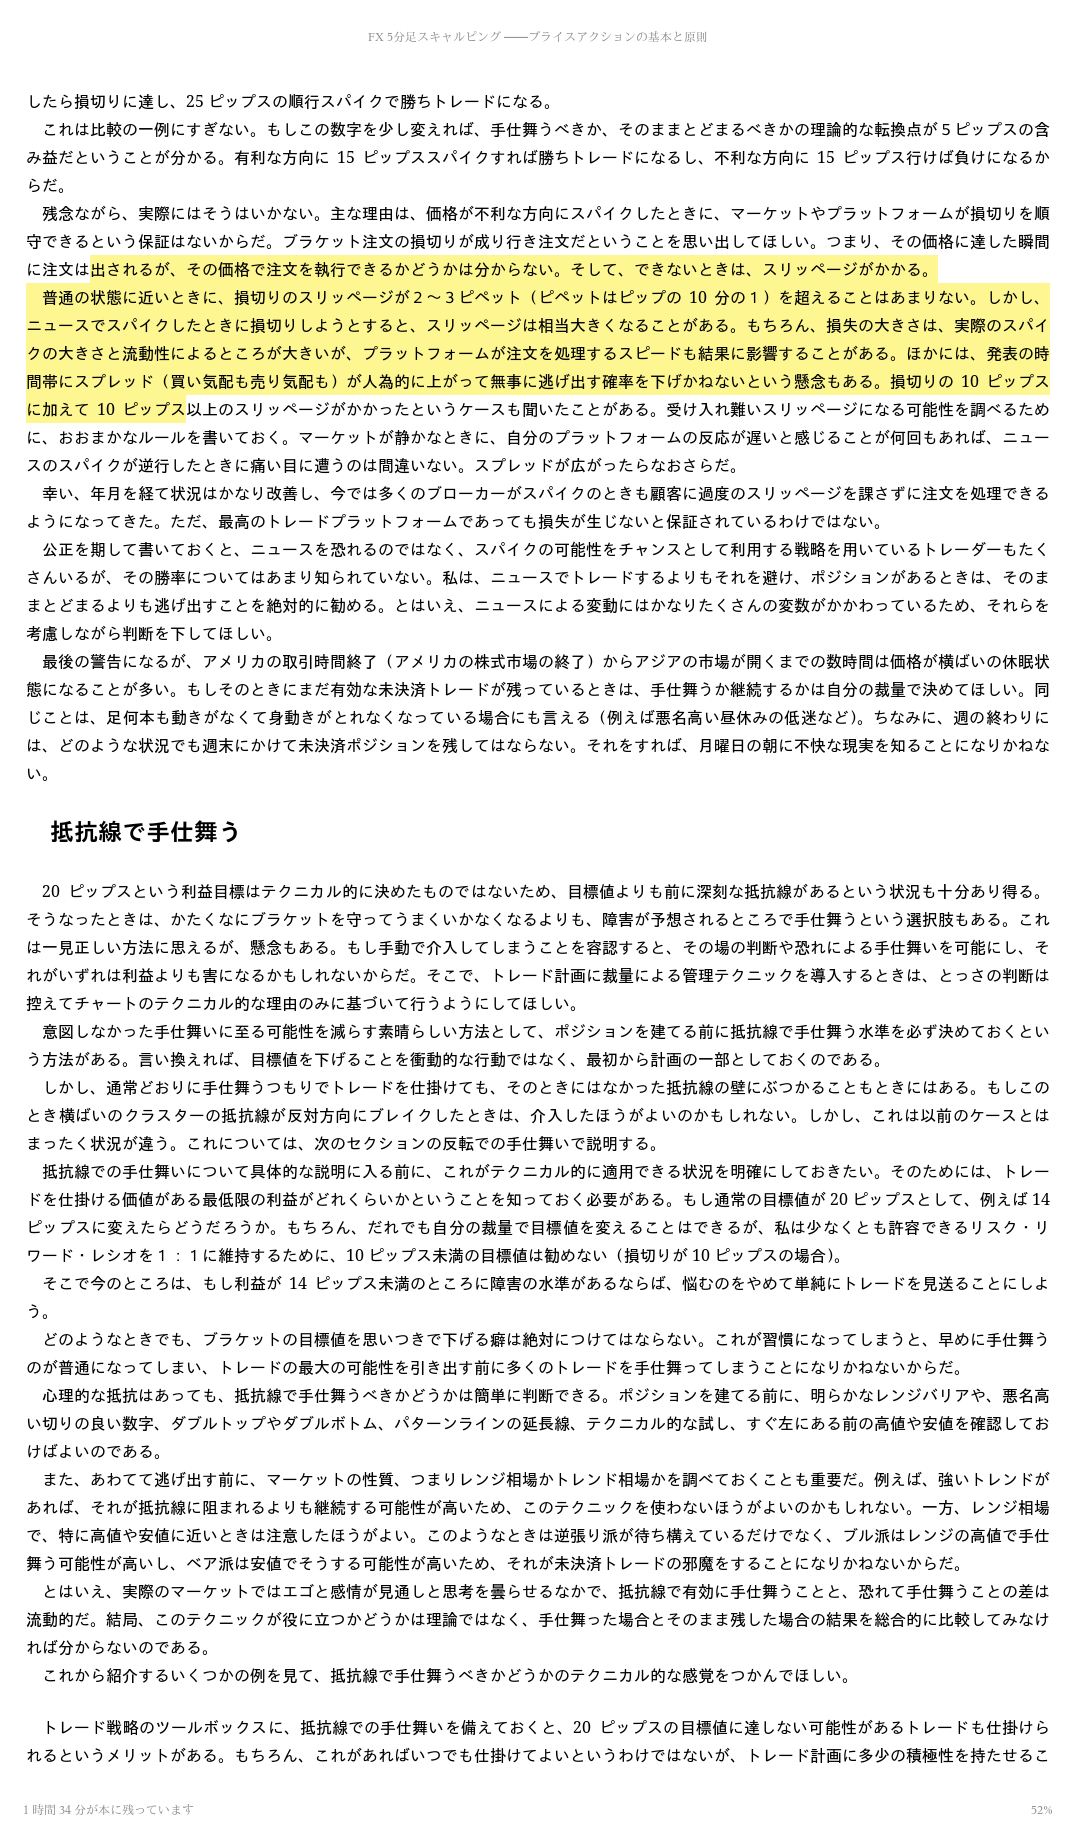 FX 5分足スキャルピング ――プライスアクションの基本と原則
したら損切りに達し、25 ピップスの順行スパイクで勝ちトレードになる。
これは比較の一例にすぎない。もしこの数字を少し変えれば、手仕舞うべきか、そのままとどまるべきかの理論的な転換点が５ピップスの含
み益だということが分かる。有利な方向に 15 ピップススパイクすれば勝ちトレードになるし、不利な方向に 15 ピップス行けば負けになるか
らだ。
残念ながら、実際にはそうはいかない。主な理由は、価格が不利な方向にスパイクしたときに、マーケットやプラットフォームが損切りを順
守できるという保証はないからだ。ブラケット注文の損切りが成り行き注文だということを思い出してほしい。つまり、その価格に達した瞬間
に注文は出されるが、その価格で注文を執行できるかどうかは分からない。そして、できないときは、スリッページがかかる。
普通の状態に近いときに、損切りのスリッページが２～３ピペット（ピペットはピップの 10 分の１）を超えることはあまりない。しかし、
ニュースでスパイクしたときに損切りしようとすると、スリッページは相当大きくなることがある。もちろん、損失の大きさは、実際のスパイ
クの大きさと流動性によるところが大きいが、プラットフォームが注文を処理するスピードも結果に影響することがある。ほかには、発表の時
間帯にスプレッド（買い気配も売り気配も）が人為的に上がって無事に逃げ出す確率を下げかねないという懸念もある。損切りの 10 ピップス
に加えて 10 ピップス以上のスリッページがかかったというケースも聞いたことがある。受け入れ難いスリッページになる可能性を調べるため
に、おおまかなルールを書いておく。マーケットが静かなときに、自分のプラットフォームの反応が遅いと感じることが何回もあれば、ニュー
スのスパイクが逆行したときに痛い目に遭うのは間違いない。スプレッドが広がったらなおさらだ。
幸い、年月を経て状況はかなり改善し、今では多くのブローカーがスパイクのときも顧客に過度のスリッページを課さずに注文を処理できる
ようになってきた。ただ、最高のトレードプラットフォームであっても損失が生じないと保証されているわけではない。
公正を期して書いておくと、ニュースを恐れるのではなく、スパイクの可能性をチャンスとして利用する戦略を用いているトレーダーもたく
さんいるが、その勝率についてはあまり知られていない。私は、ニュースでトレードするよりもそれを避け、ポジションがあるときは、そのま
まとどまるよりも逃げ出すことを絶対的に勧める。とはいえ、ニュースによる変動にはかなりたくさんの変数がかかわっているため、それらを
考慮しながら判断を下してほしい。
最後の警告になるが、アメリカの取引時間終了（アメリカの株式市場の終了）からアジアの市場が開くまでの数時間は価格が横ばいの休眠状
態になることが多い。もしそのときにまだ有効な未決済トレードが残っているときは、手仕舞うか継続するかは自分の裁量で決めてほしい。同
じことは、足何本も動きがなくて身動きがとれなくなっている場合にも言える（例えば悪名高い昼休みの低迷など）。ちなみに、週の終わりに
は、どのような状況でも週末にかけて未決済ポジションを残してはならない。それをすれば、月曜日の朝に不快な現実を知ることになりかねな
い。
抵抗線で手仕舞う
20 ピップスという利益目標はテクニカル的に決めたものではないため、目標値よりも前に深刻な抵抗線があるという状況も十分あり得る。
そうなったときは、かたくなにブラケットを守ってうまくいかなくなるよりも、障害が予想されるところで手仕舞うという選択肢もある。これ
は一見正しい方法に思えるが、懸念もある。もし手動で介入してしまうことを容認すると、その場の判断や恐れによる手仕舞いを可能にし、そ
れがいずれは利益よりも害になるかもしれないからだ。そこで、トレード計画に裁量による管理テクニックを導入するときは、とっさの判断は
控えてチャートのテクニカル的な理由のみに基づいて行うようにしてほしい。
意図しなかった手仕舞いに至る可能性を減らす素晴らしい方法として、ポジションを建てる前に抵抗線で手仕舞う水準を必ず決めておくとい
う方法がある。言い換えれば、目標値を下げることを衝動的な行動ではなく、最初から計画の一部としておくのである。
しかし、通常どおりに手仕舞うつもりでトレードを仕掛けても、そのときにはなかった抵抗線の壁にぶつかることもときにはある。もしこの
とき横ばいのクラスターの抵抗線が反対方向にブレイクしたときは、介入したほうがよいのかもしれない。しかし、これは以前のケースとは
まったく状況が違う。これについては、次のセクションの反転での手仕舞いで説明する。
抵抗線での手仕舞いについて具体的な説明に入る前に、これがテクニカル的に適用できる状況を明確にしておきたい。そのためには、トレー
ドを仕掛ける価値がある最低限の利益がどれくらいかということを知っておく必要がある。もし通常の目標値が 20 ピップスとして、例えば 14
ピップスに変えたらどうだろうか。もちろん、だれでも自分の裁量で目標値を変えることはできるが、私は少なくとも許容できるリスク・リ
ワード・レシオを１：１に維持するために、10 ピップス未満の目標値は勧めない（損切りが 10 ピップスの場合）。
そこで今のところは、もし利益が 14 ピップス未満のところに障害の水準があるならば、悩むのをやめて単純にトレードを見送ることにしよ
う。
どのようなときでも、ブラケットの目標値を思いつきで下げる癖は絶対につけてはならない。これが習慣になってしまうと、早めに手仕舞う
のが普通になってしまい、トレードの最大の可能性を引き出す前に多くのトレードを手仕舞ってしまうことになりかねないからだ。
心理的な抵抗はあっても、抵抗線で手仕舞うべきかどうかは簡単に判断できる。ポジションを建てる前に、明らかなレンジバリアや、悪名高
い切りの良い数字、ダブルトップやダブルボトム、パターンラインの延長線、テクニカル的な試し、すぐ左にある前の高値や安値を確認してお
けばよいのである。
また、あわてて逃げ出す前に、マーケットの性質、つまりレンジ相場かトレンド相場かを調べておくことも重要だ。例えば、強いトレンドが
あれば、それが抵抗線に阻まれるよりも継続する可能性が高いため、このテクニックを使わないほうがよいのかもしれない。一方、レンジ相場
で、特に高値や安値に近いときは注意したほうがよい。このようなときは逆張り派が待ち構えているだけでなく、ブル派はレンジの高値で手仕
舞う可能性が高いし、ベア派は安値でそうする可能性が高いため、それが未決済トレードの邪魔をすることになりかねないからだ。
とはいえ、実際のマーケットではエゴと感情が見通しと思考を曇らせるなかで、抵抗線で有効に手仕舞うことと、恐れて手仕舞うことの差は
流動的だ。結局、このテクニックが役に立つかどうかは理論ではなく、手仕舞った場合とそのまま残した場合の結果を総合的に比較してみなけ
れば分からないのである。
これから紹介するいくつかの例を見て、抵抗線で手仕舞うべきかどうかのテクニカル的な感覚をつかんでほしい。
トレード戦略のツールボックスに、抵抗線での手仕舞いを備えておくと、20 ピップスの目標値に達しない可能性があるトレードも仕掛けら
れるというメリットがある。もちろん、これがあればいつでも仕掛けてよいというわけではないが、トレード計画に多少の積極性を持たせるこ
1 時間 34 分が本に残っています
52%